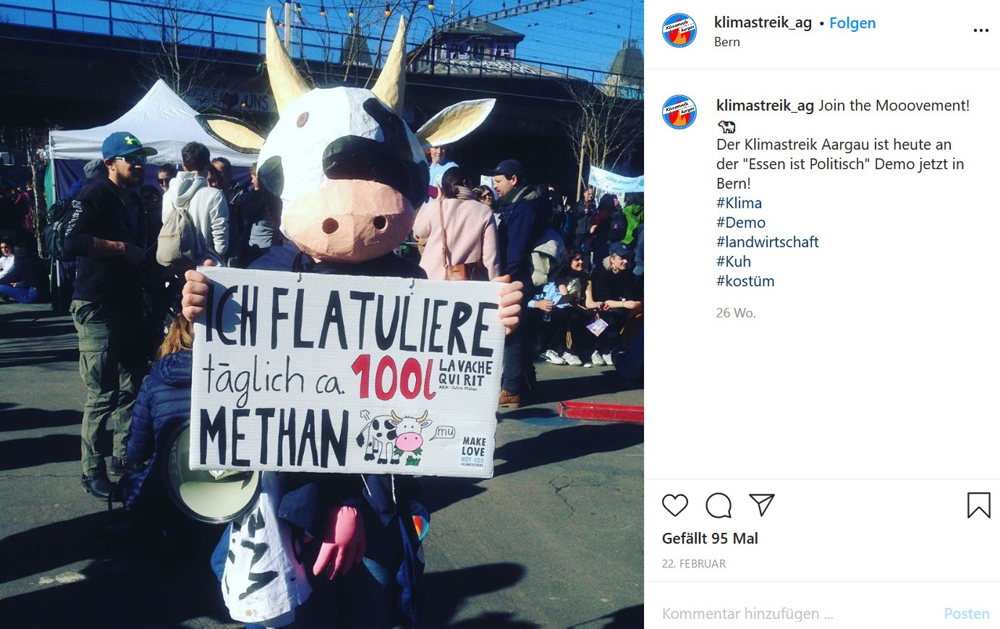 ICH FLATULIERE
täglich ca. 100l
LA VACHE
QUI RIT
AKA Julia Müller
METHAN
mu
MAKE
LOVE
NOT CO2
UNS
klimastreik_ag • Folgen
Bern
Klimastreik
Aargau
klimastreik_ag Join the Mooovement!
Der Klimastreik Aargau ist heute an
der "Essen ist Politisch" Demo jetzt in
Bern!
#Klima
#Demo
#landwirtschaft
#Kuh
#kostüm
26 Wo.
Gefällt 95 Mal
22. FEBRUAR
Kommentar hinzufügen ...
Posten